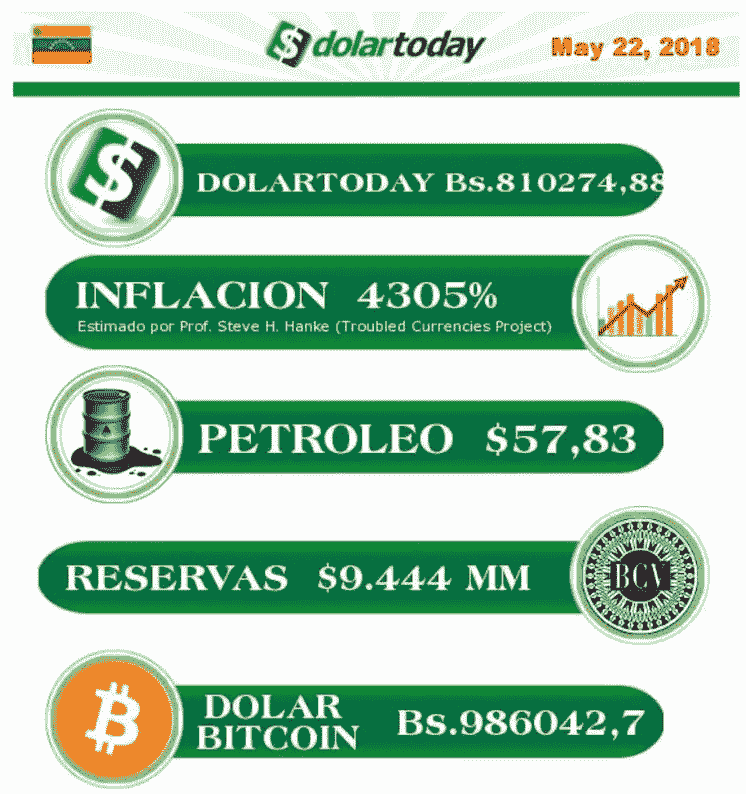 dolartoday
May 22, 2018
DOLARTODAY Bs.810274,88
INFLACION 4305%
Estimado por Prof. Steve H. Hanke (Troubled Currencies Project)
PETROLEO $57,83
RESERVAS $9.444 MM
BCV
DOLAR
BITCOIN
Bs.986042,7